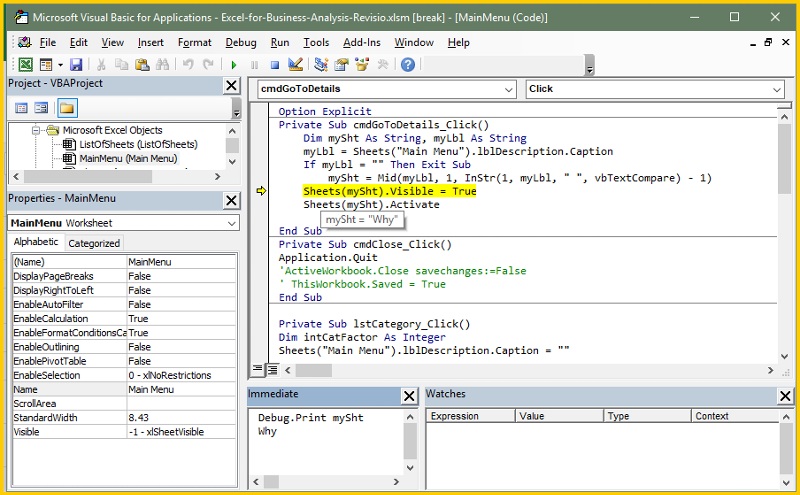 Microsoft Visual Basic for Applications - Excel-for-Business-Analysis-Revisio.xlsm [break] - [MainMenu (Code)]
File Edit View Insert Format Debug Run Tools Add-Ins Window Help
Project - VBAProject
Microsoft Excel Objects
ListOfSheets (ListOfSheets)
MainMenu (Main Menu)
Properties - MainMenu
MainMenu Worksheet
Alphabetic Categorized
(Name) MainMenu
DisplayPageBreaks False
DisplayRightToLeft False
EnableAutoFilter False
EnableCalculation True
EnableFormatConditionsCa True
EnableOutlining False
EnablePivotTable False
EnableSelection 0 - xlNoRestrictions
Name Main Menu
ScrollArea
StandardWidth 8.43
Visible -1 - xlSheetVisible
cmdGoToDetails Click
Option Explicit
Private Sub cmdGoToDetails_Click()
Dim mySht As String, myLbl As String
myLbl = Sheets("Main Menu").lblDescription.Caption
If myLbl = "" Then Exit Sub
mySht = Mid(myLbl, 1, InStr(1, myLbl, " ", vbTextCompare) - 1)
Sheets(mySht).Visible = True
Sheets(mySht).Activate
mySht = "Why"
End Sub
Private Sub cmdClose_Click()
Application.Quit
'ActiveWorkbook.Close savechanges:=False
' ThisWorkbook.Saved = True
End Sub
Private Sub lstCategory_Click()
Dim intCatFactor As Integer
Sheets("Main Menu").lblDescription.Caption = ""
Immediate
Debug.Print mySht
Why
Watches
Expression Value Type Context